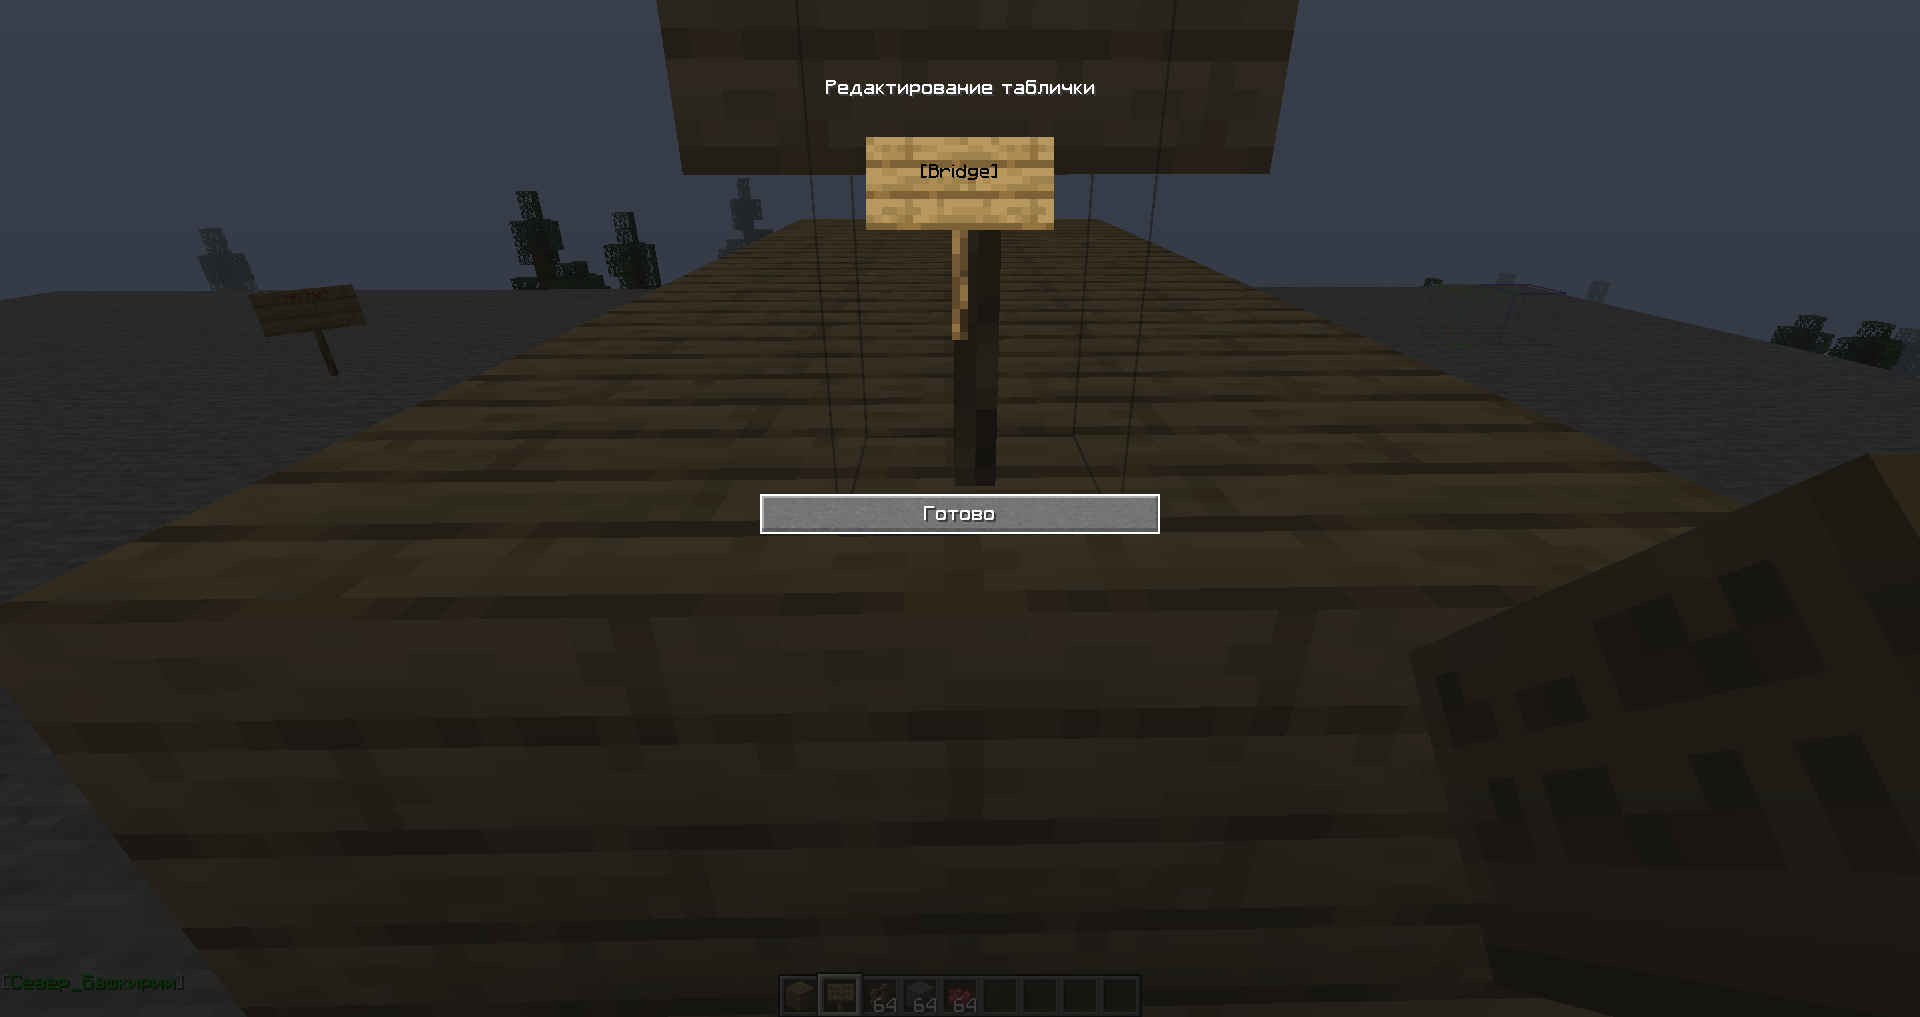 Редактирование таблички
[Bridge]
Готово
[Север_Башкирии]
64
64
64